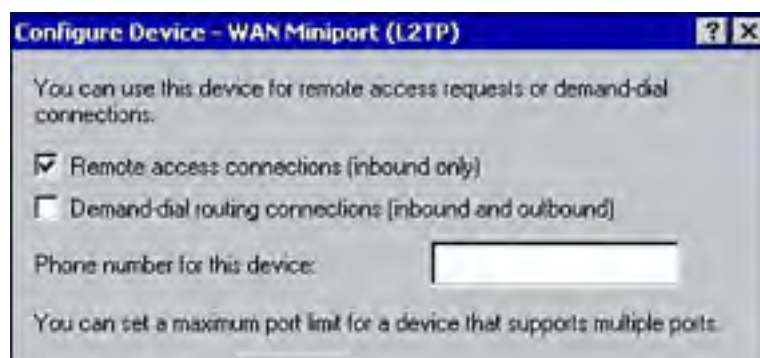 Configure Device - WAN Miniport (L2TP)
You can use this device for remote access requests or demand-dial
connections.
Remote access connections (inbound only)
Demand-dial routing connections (inbound and outbound)
Phone number for this device:
You can set a maximum port limit for a device that supports multiple ports.